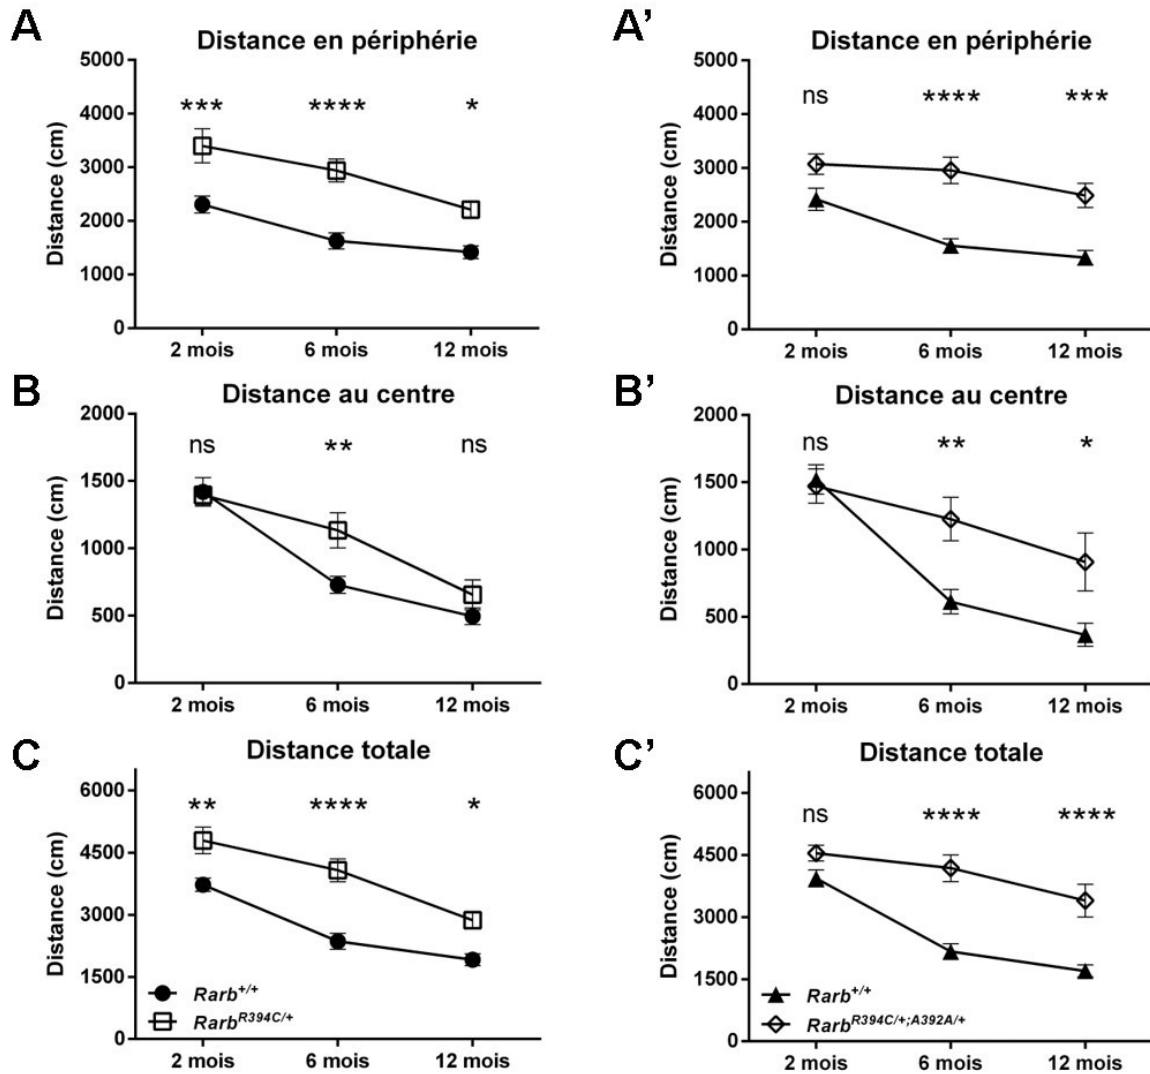 A
Distance en périphérie
Distance (cm)
5000
4000
3000
2000
1000
0
*** **** *
2 mois 6 mois 12 mois
A'
Distance en périphérie
Distance (cm)
5000
4000
3000
2000
1000
0
ns **** ***
2 mois 6 mois 12 mois
B
Distance au centre
Distance (cm)
2000
1500
1000
500
0
ns ** ns
2 mois 6 mois 12 mois
B'
Distance au centre
Distance (cm)
2000
1500
1000
500
0
ns ** *
2 mois 6 mois 12 mois
C
Distance totale
Distance (cm)
6000
4500
3000
1500
0
** **** *
Rarb+/+
RarbR394C/+
2 mois 6 mois 12 mois
C'
Distance totale
Distance (cm)
6000
4500
3000
1500
0
ns **** ****
Rarb+/+
RarbR394C/+;A392A/+
2 mois 6 mois 12 mois